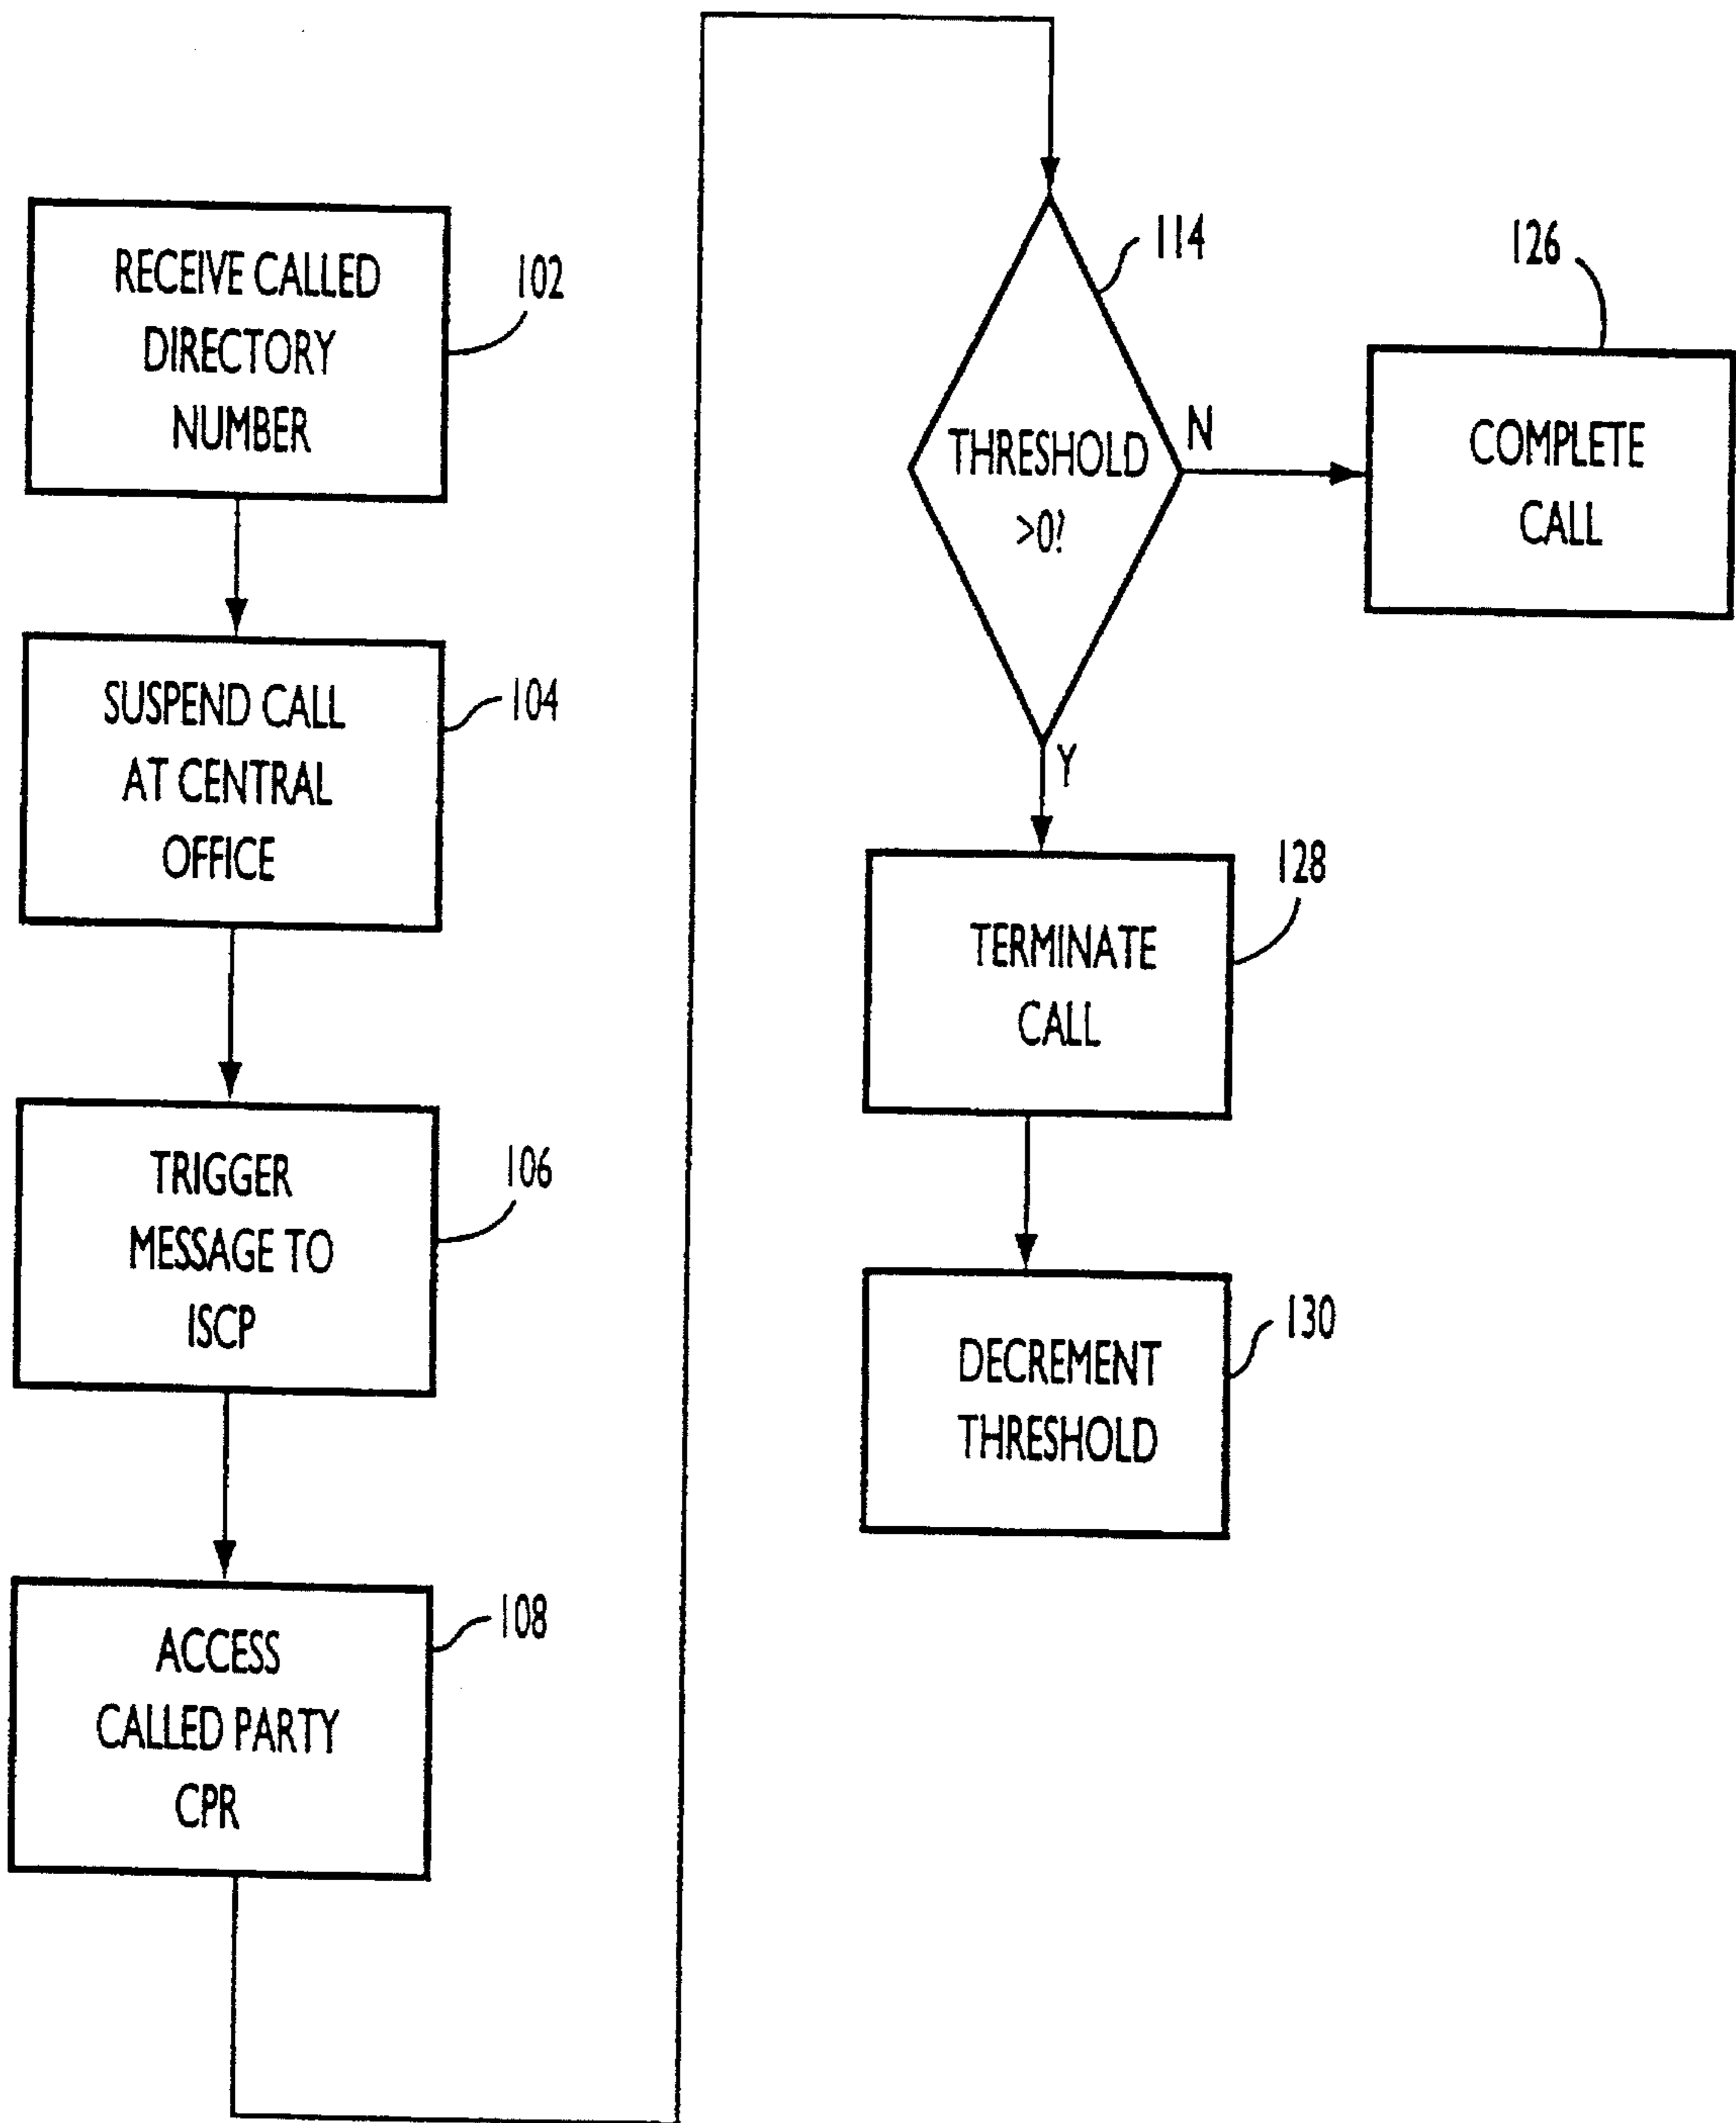 RECEIVE CALLED
DIRECTORY
NUMBER
102
SUSPEND CALL
AT CENTRAL
OFFICE
104
TRIGGER
MESSAGE TO
ISCP
106
ACCESS
CALLED PARTY
CPR
108
114
THRESHOLD
>0?
N
Y
126
COMPLETE
CALL
128
TERMINATE
CALL
130
DECREMENT
THRESHOLD